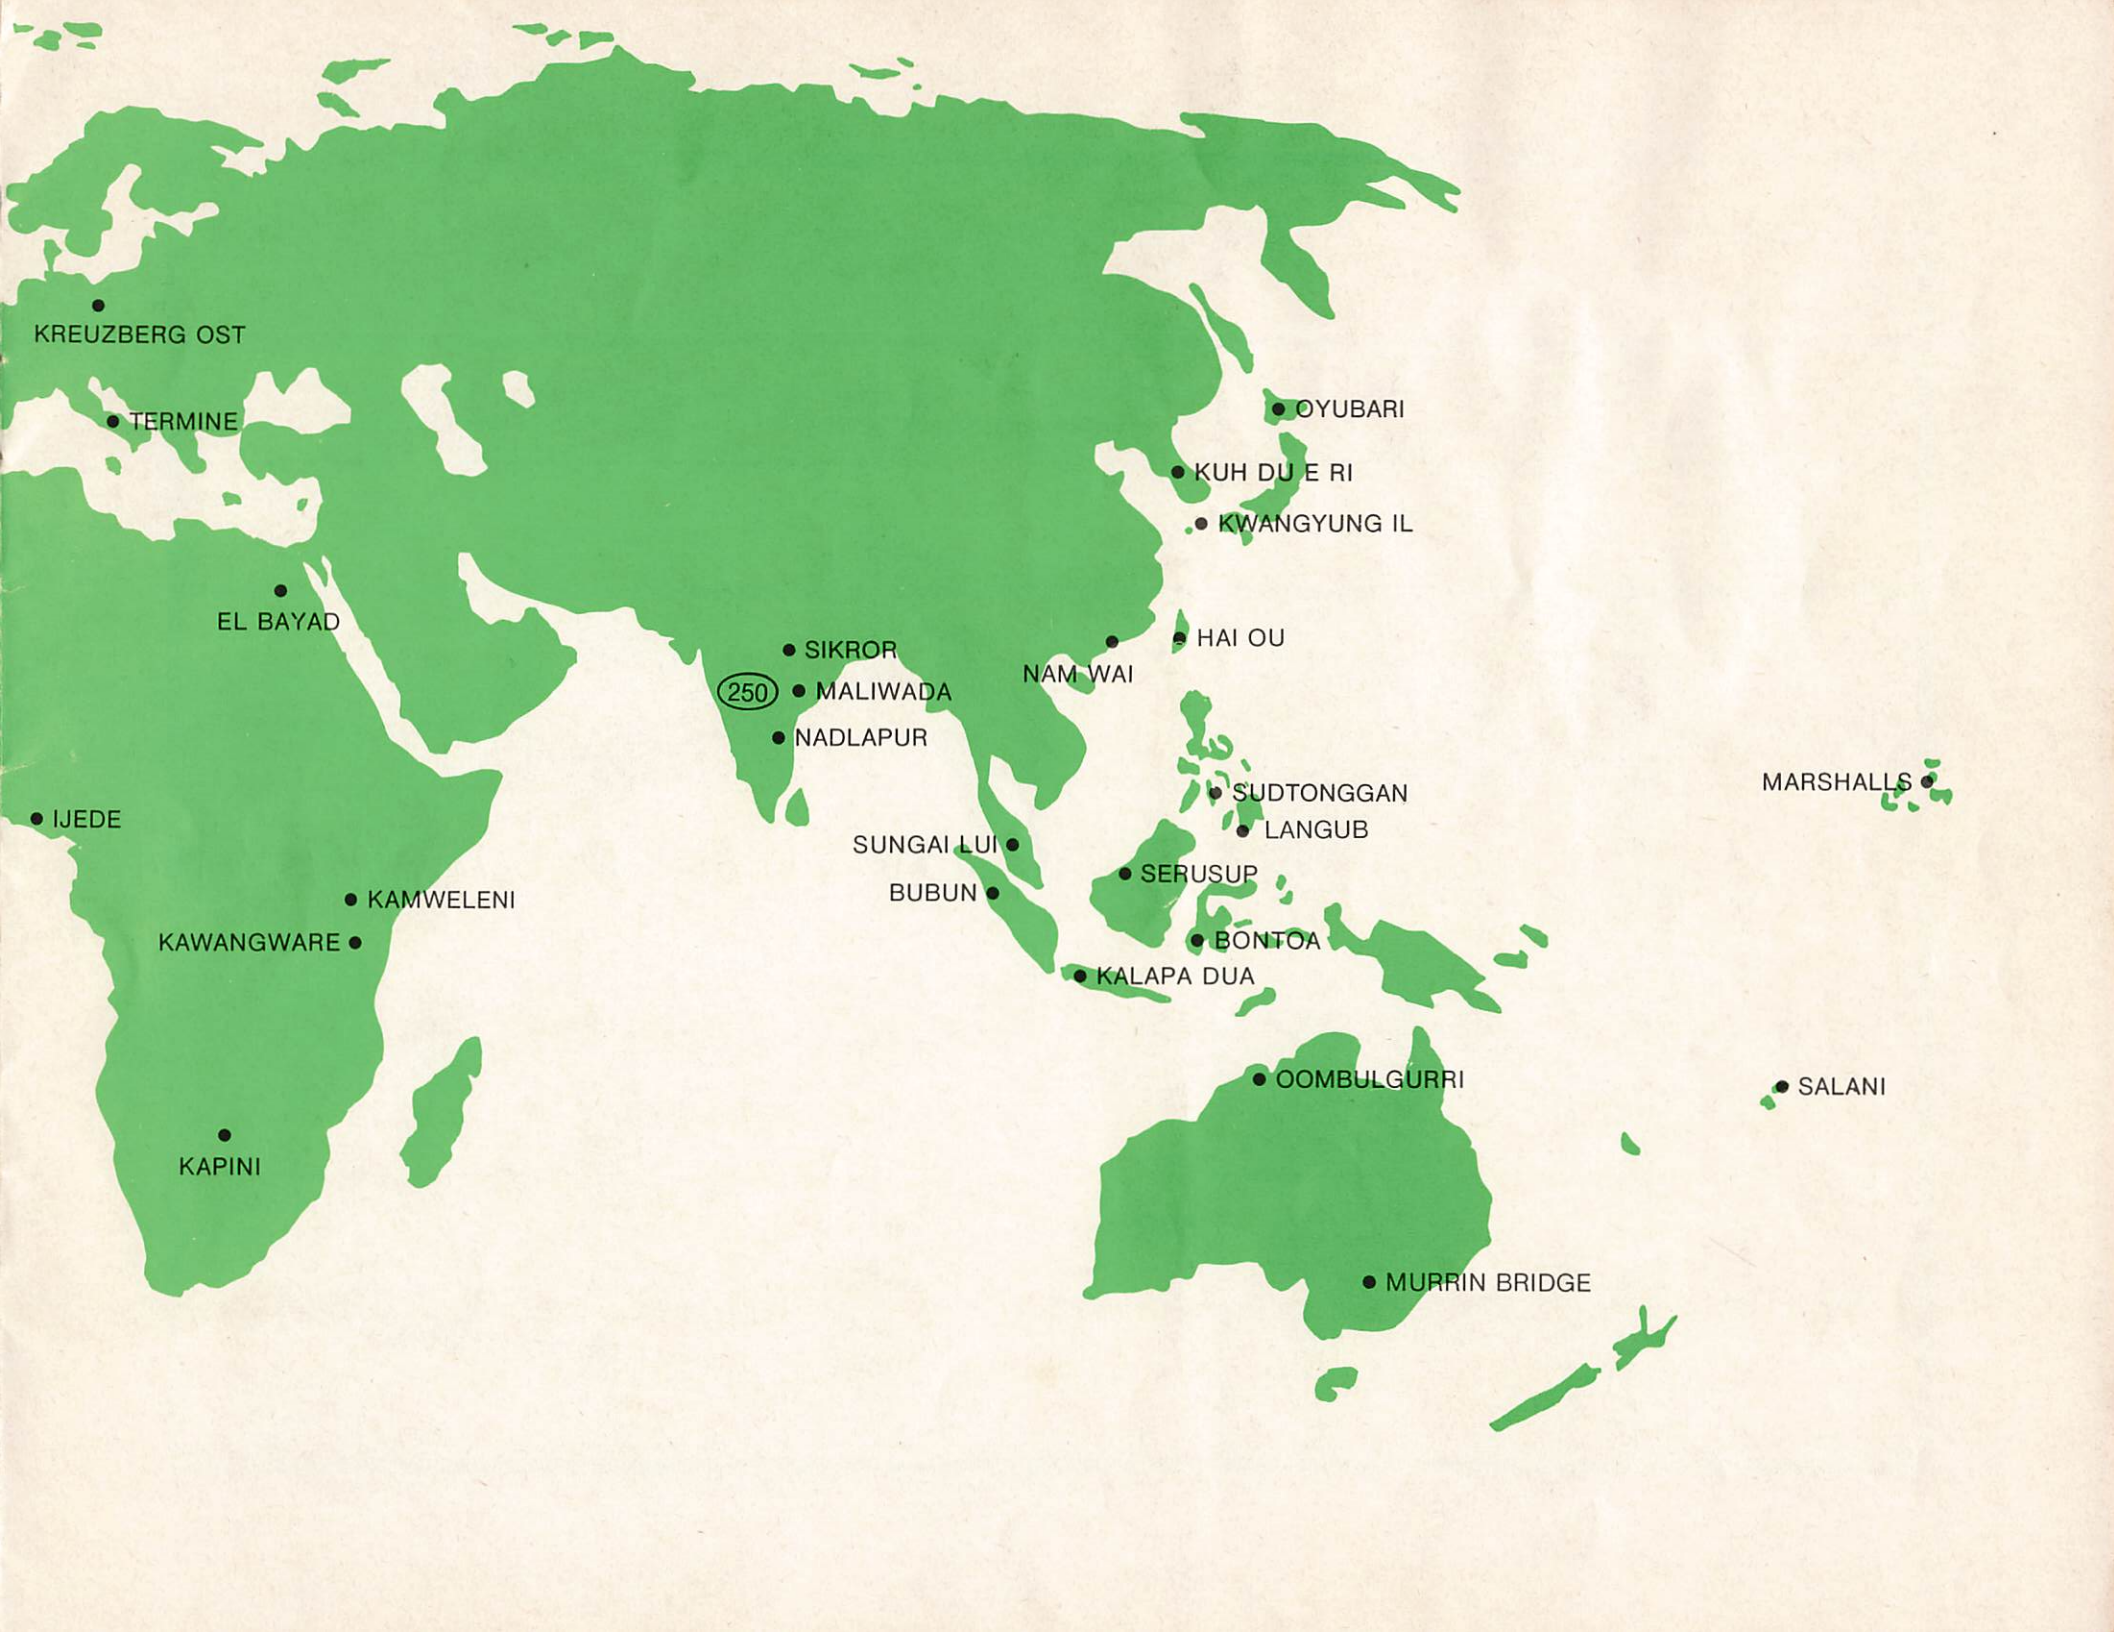 KREUZBERG OST
OYUBARI
TERMINE
KUH DU E RI
KWANGYUNG IL
EL BAYAD
HAI OU
SIKROR
NAM WAI
250 MALIWADA
NADLAPUR
MARSHALLS
SUDTONGGAN
IJEDE
LANGUB
SUNGAI LUI
SERUSUP
BUBUN
KAMWELENI
KAWANGWARE
BONTOA
KALAPA DUA
OOMBULGURRI
SALANI
KAPINI
MURRIN BRIDGE